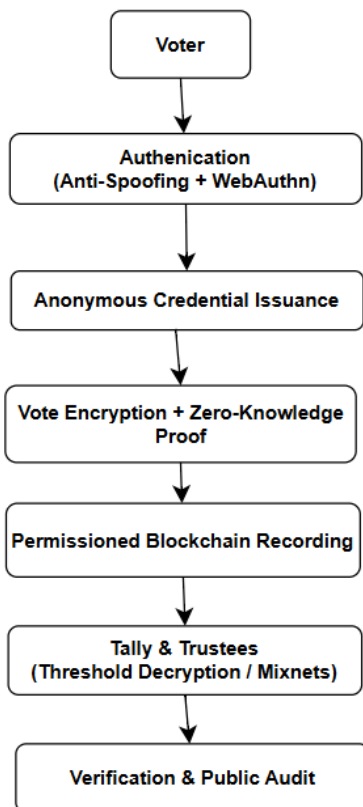 Voter
Authenication
(Anti-Spoofing + WebAuthn)
Anonymous Credential Issuance
Vote Encryption + Zero-Knowledge
Proof
Permissioned Blockchain Recording
Tally & Trustees
(Threshold Decryption / Mixnets)
Verification & Public Audit